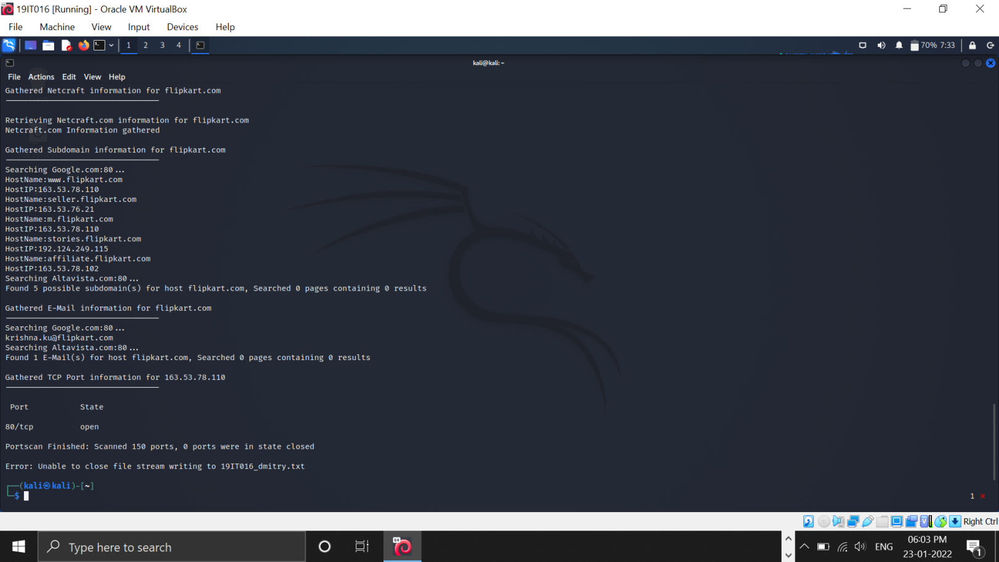 19IT016 [Running] - Oracle VM VirtualBox
File Machine View Input Devices Help
1 2 3 4 70% 7:33
kali@kali: ~
File Actions Edit View Help
Gathered Netcraft information for flipkart.com
Retrieving Netcraft.com information for flipkart.com
Netcraft.com Information gathered
Gathered Subdomain information for flipkart.com
Searching Google.com:80...
HostName:www.flipkart.com
HostIP:163.53.78.110
HostName:seller.flipkart.com
HostIP:163.53.76.21
HostName:m.flipkart.com
HostIP:163.53.78.110
HostName:stories.flipkart.com
HostIP:192.124.249.115
HostName:affiliate.flipkart.com
HostIP:163.53.78.102
Searching Altavista.com:80...
Found 5 possible subdomain(s) for host flipkart.com, Searched 0 pages containing 0 results
Gathered E-Mail information for flipkart.com
Searching Google.com:80...
krishna.ku@flipkart.com
Searching Altavista.com:80...
Found 1 E-Mail(s) for host flipkart.com, Searched 0 pages containing 0 results
Gathered TCP Port information for 163.53.78.110
Port State
80/tcp open
Portscan Finished: Scanned 150 ports, 0 ports were in state closed
Error: Unable to close file stream writing to 19IT016_dmitry.txt
(kali㉿kali)-[~]
$
1 ×
Right Ctrl
Type here to search
64
ENG
06:03 PM
23-01-2022
1